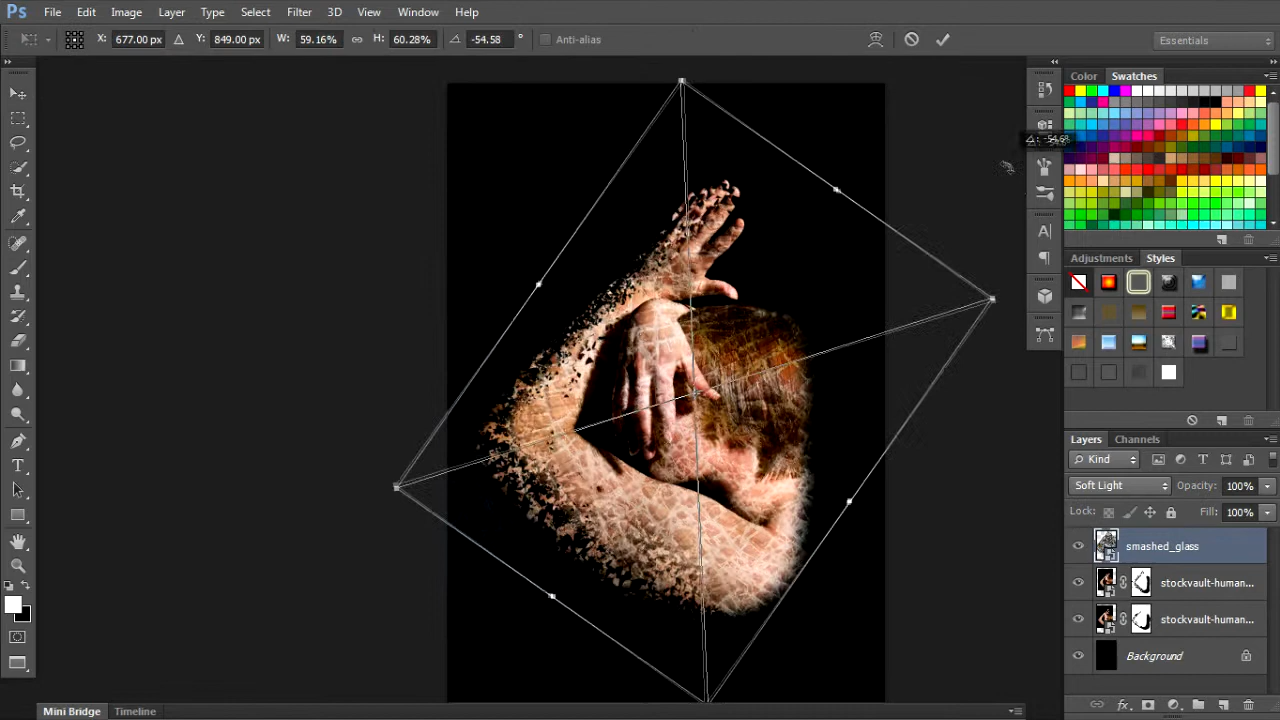 Ps File Edit Image Layer Type Select Filter 3D View Window Help
X: 677.00 px Y: 849.00 px W: 59.16% H: 60.28% -54.58 ° Anti-alias Essentials
Color Swatches
-54.6°
Adjustments Styles
Layers Channels
Kind
Soft Light Opacity: 100%
Lock: Fill: 100%
smashed_glass
stockvault-human...
stockvault-human...
Background
Mini Bridge Timeline